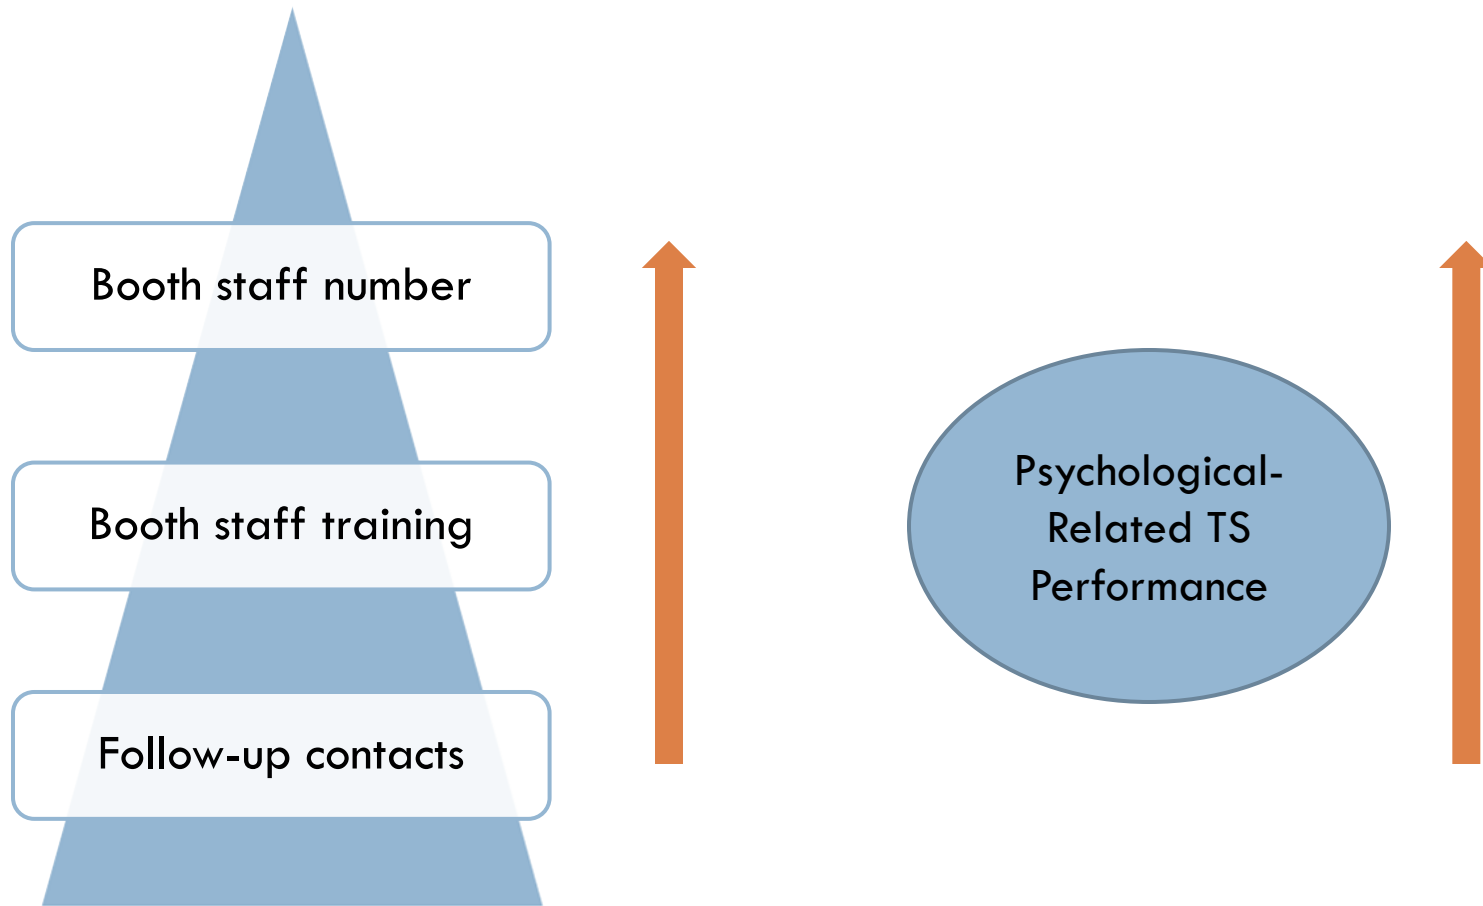 Booth staff number
Booth staff training
Follow-up contacts
Psychological-
Related TS
Performance